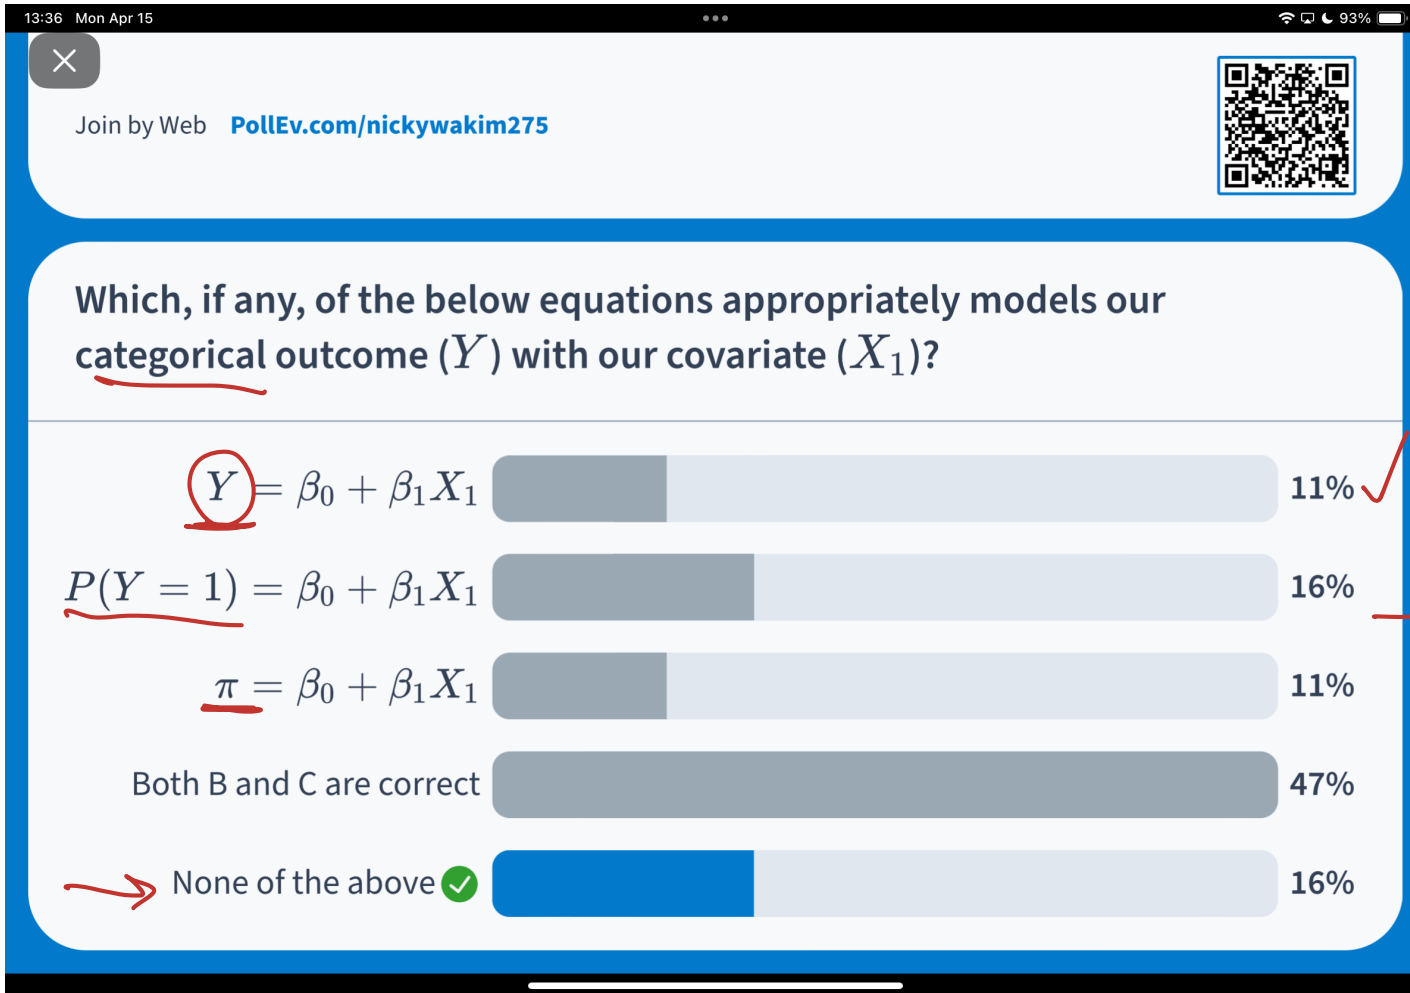 13:36 Mon Apr 15
93%
Join by Web PollEv.com/nickywakim275
Which, if any, of the below equations appropriately models our
categorical outcome (Y) with our covariate (X₁)?
Y = β₀ + β₁X₁ 11%
P(Y = 1) = β₀ + β₁X₁ 16%
π = β₀ + β₁X₁ 11%
Both B and C are correct 47%
None of the above 16%